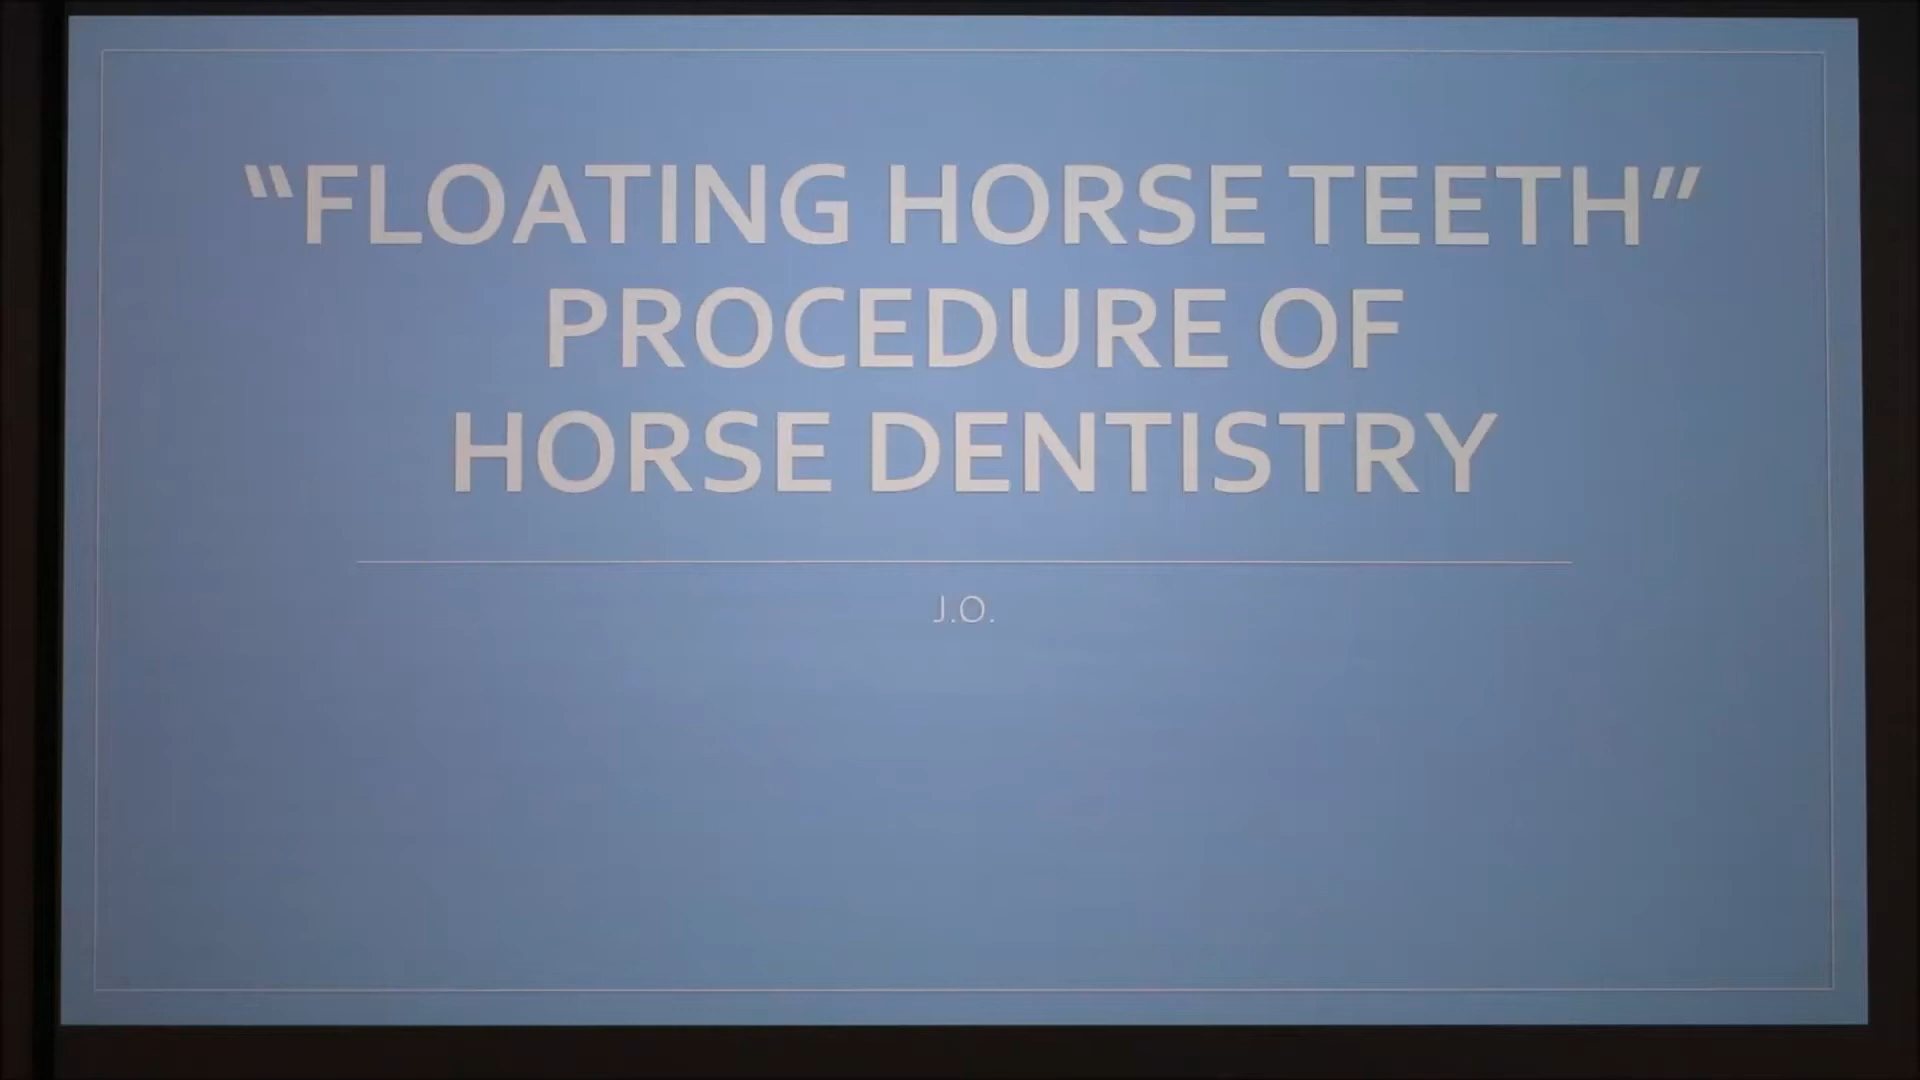 “FLOATING HORSE TEETH”
PROCEDURE OF
HORSE DENTISTRY
J.O.